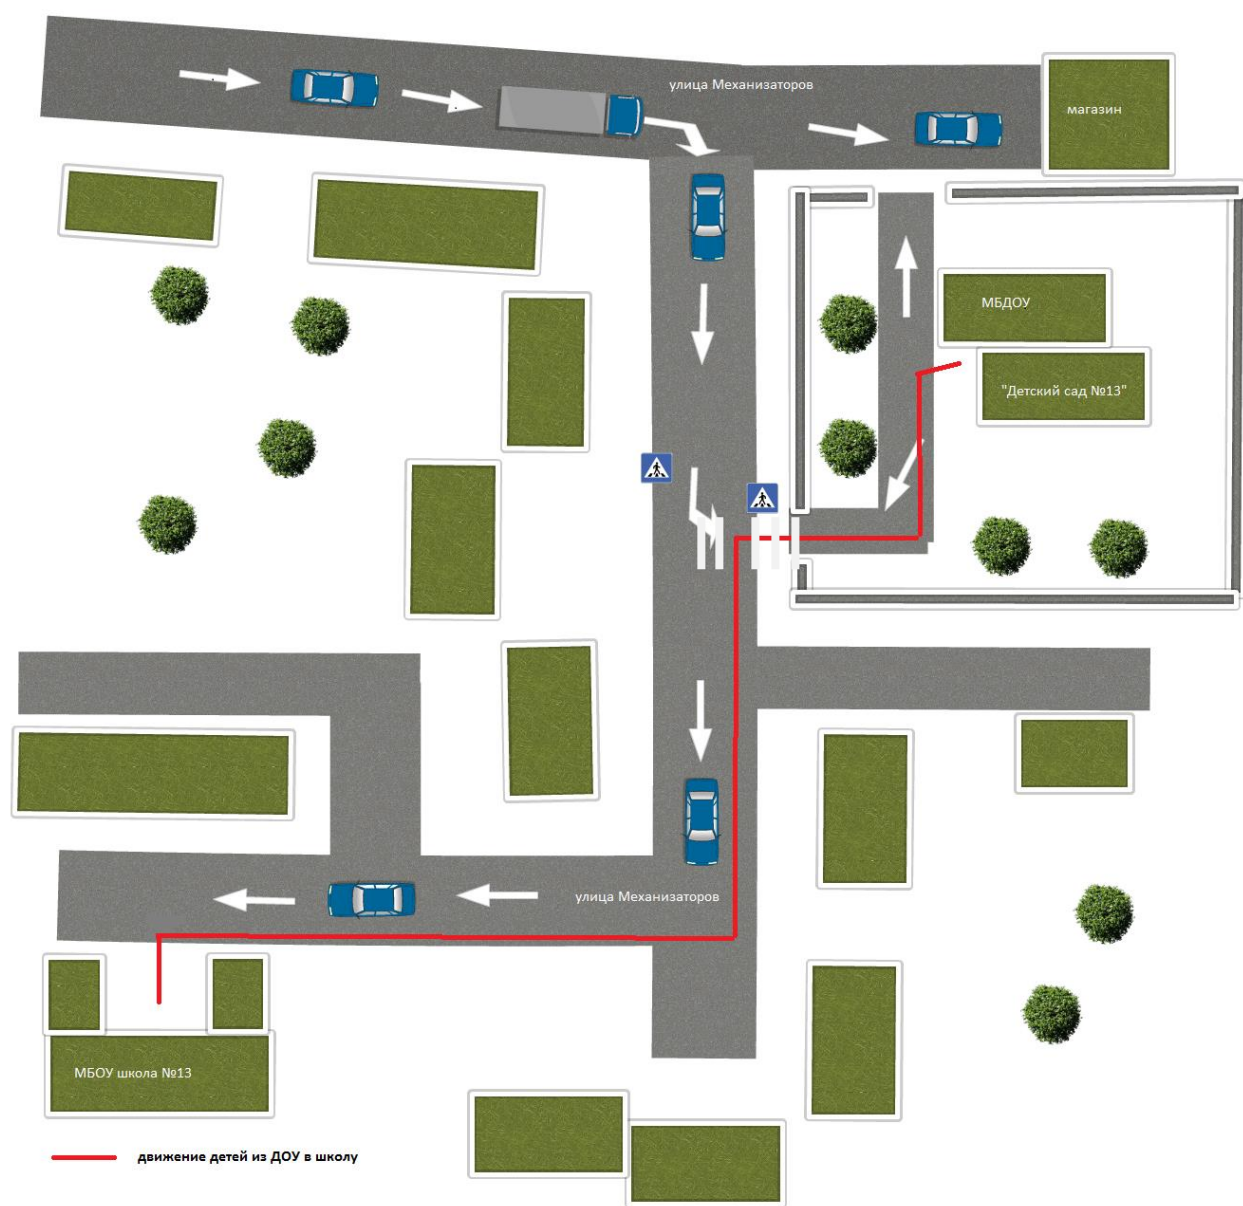 улица Механизаторов
магазин
МБДОУ
"Детский сад №13"
улица Механизаторов
МБОУ школа №13
движение детей из ДОУ в школу